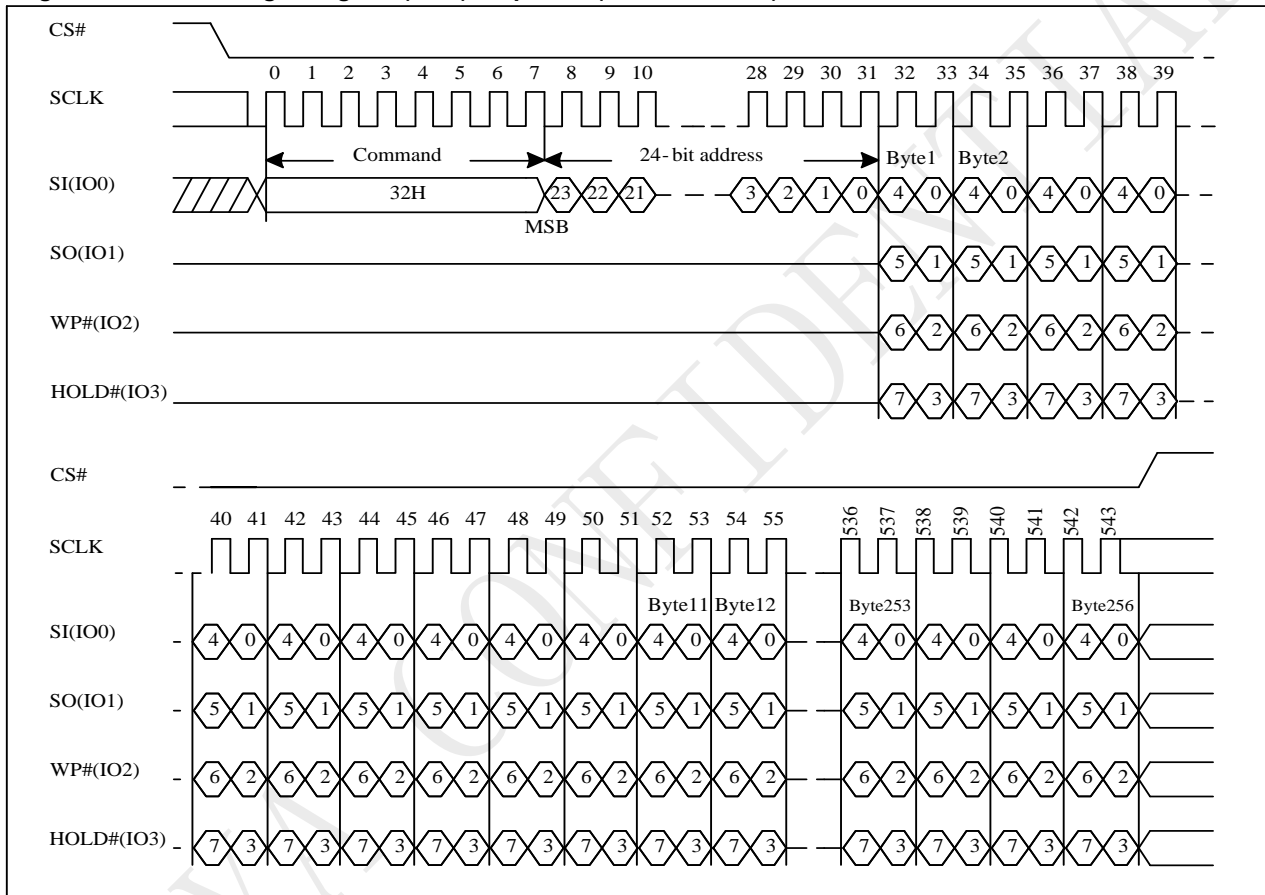 CS#
0 1 2 3 4 5 6 7 8 9 10 28 29 30 31 32 33 34 35 36 37 38 39
SCLK
Command 24-bit address Byte1 Byte2
SI(IO0) 32H 23 22 21 3 2 1 0 4 0 4 0 4 0 4 0
MSB
SO(IO1) 5 1 5 1 5 1 5 1
WP#(IO2) 6 2 6 2 6 2 6 2
HOLD#(IO3) 7 3 7 3 7 3 7 3
CS#
40 41 42 43 44 45 46 47 48 49 50 51 52 53 54 55 536 537 538 539 540 541 542 543
SCLK
Byte11 Byte12 Byte253 Byte256
SI(IO0) 4 0 4 0 4 0 4 0 4 0 4 0 4 0 4 0 4 0 4 0 4 0 4 0
SO(IO1) 5 1 5 1 5 1 5 1 5 1 5 1 5 1 5 1 5 1 5 1 5 1 5 1
WP#(IO2) 6 2 6 2 6 2 6 2 6 2 6 2 6 2 6 2 6 2 6 2 6 2 6 2
HOLD#(IO3) 7 3 7 3 7 3 7 3 7 3 7 3 7 3 7 3 7 3 7 3 7 3 7 3
CONFIDENTIA